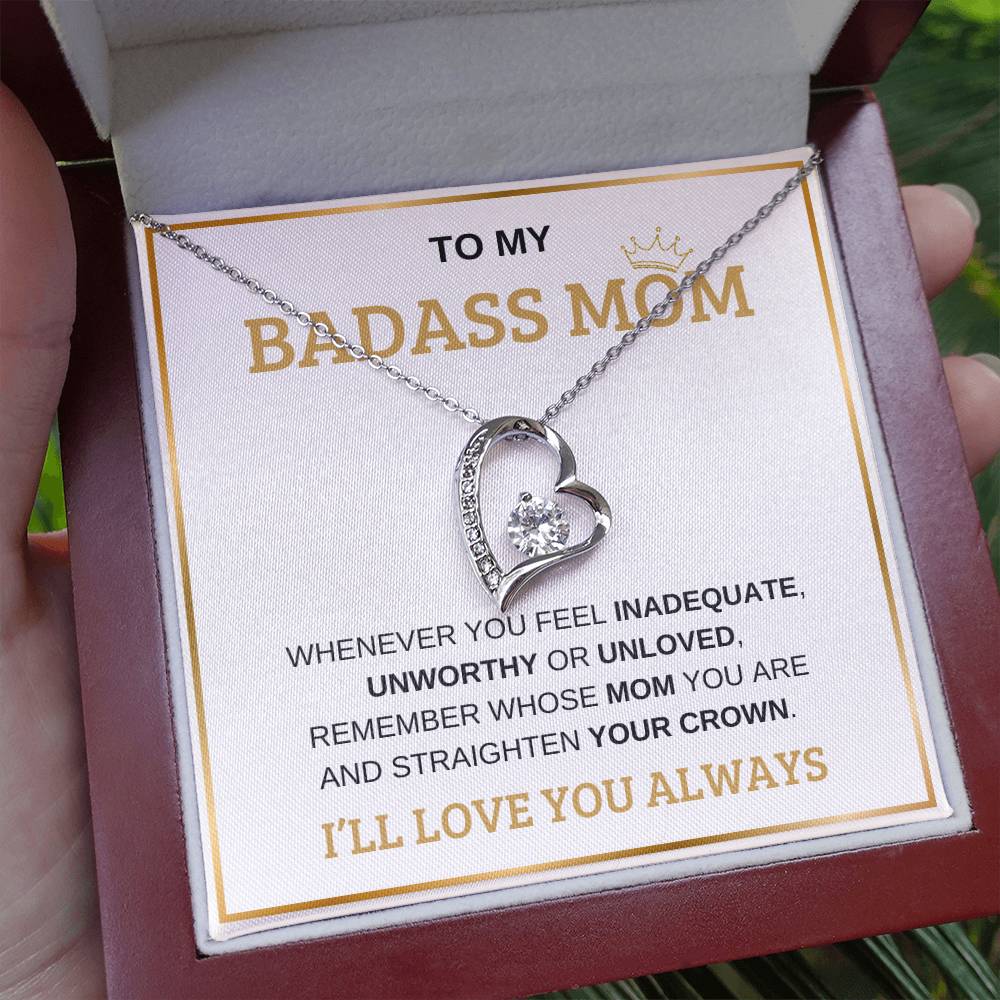 TO MY
BADASS MOM
WHENEVER YOU FEEL INADEQUATE,
UNWORTHY OR UNLOVED,
REMEMBER WHOSE MOM YOU ARE
AND STRAIGHTEN YOUR CROWN.
I'LL LOVE YOU ALWAYS